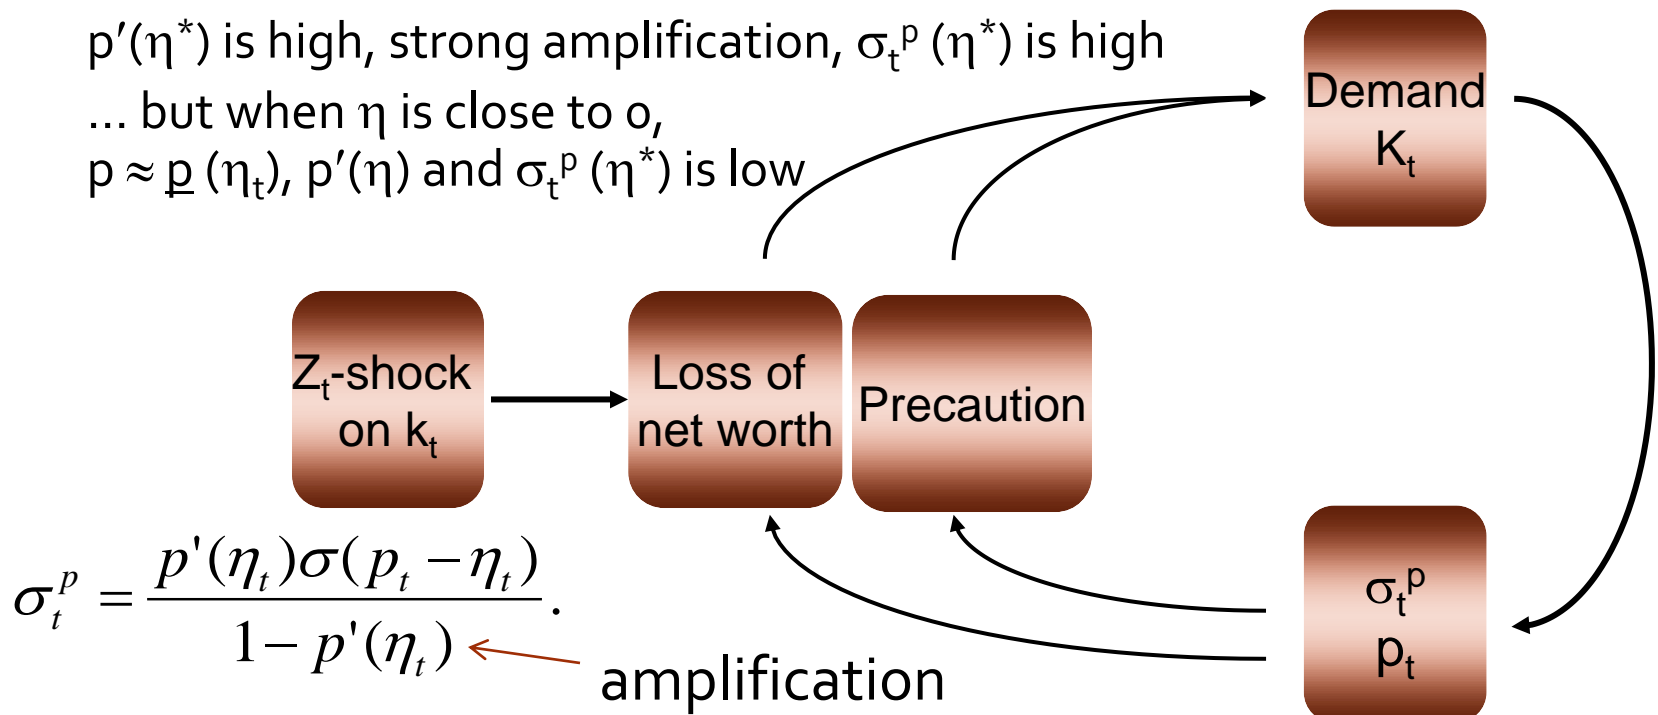 p′(η*) is high, strong amplification, σₜᵖ (η*) is high
... but when η is close to 0,
p ≈ p̲ (ηₜ), p′(η) and σₜᵖ (η*) is low
Demand
Kₜ
Zₜ-shock
on kₜ
Loss of
net worth
Precaution
σₜᵖ = p'(ηₜ)σ(pₜ − ηₜ) / 1− p'(ηₜ) .
amplification
σₜᵖ
pₜ